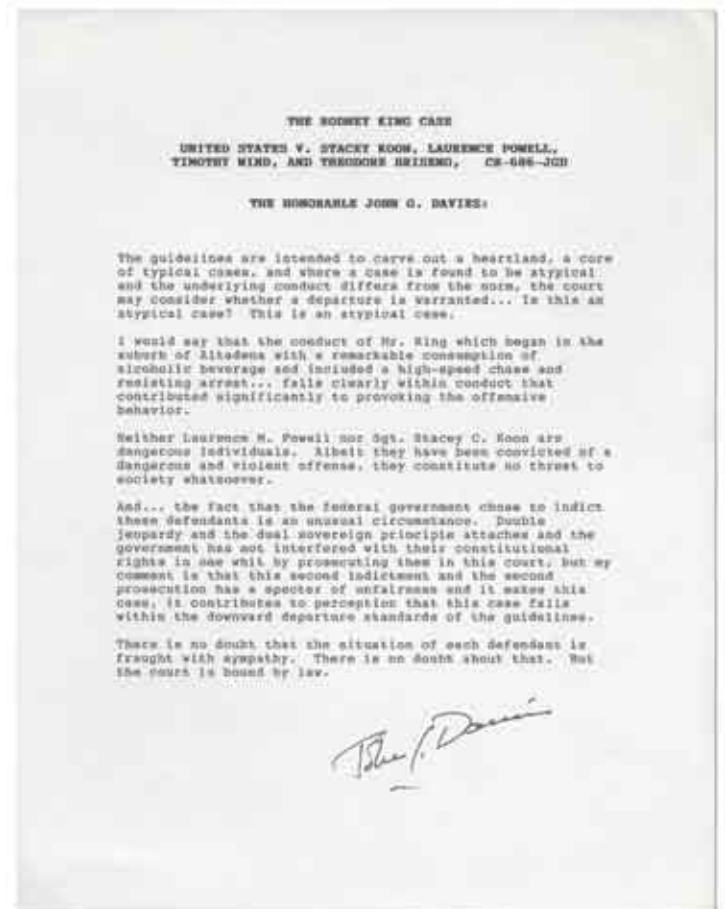 THE RODNEY KING CASE
UNITED STATES V. STACEY KOON, LAURENCE POWELL,
TIMOTHY WIND, AND THEODORE BRISENO, CR-686-JGD
THE HONORABLE JOHN G. DAVIES:
The guidelines are intended to carve out a heartland, a core
of typical cases, and where a case is found to be atypical
and the underlying conduct differs from the norm, the court
may consider whether a departure is warranted... Is this an
atypical case? This is an atypical case.
I would say that the conduct of Mr. King which began in the
suburb of Altadena with a remarkable consumption of
alcoholic beverage and included a high-speed chase and
resisting arrest... falls clearly within conduct that
contributed significantly to provoking the offensive
behavior.
Neither Laurence M. Powell nor Sgt. Stacey C. Koon are
dangerous individuals. Albeit they have been convicted of a
dangerous and violent offense, they constitute no threat to
society whatsoever.
And... the fact that the federal government chose to indict
these defendants is an unusual circumstance. Double
jeopardy and the dual sovereign principle attaches and the
government has not interfered with their constitutional
rights in one whit by prosecuting them in this court, but my
comment is that this second indictment and the second
prosecution has a specter of unfairness and it makes this
case, it contributes to perception that this case falls
within the downward departure standards of the guidelines.
There is no doubt that the situation of each defendant is
fraught with sympathy. There is no doubt about that. But
the court is bound by law.
John G. Davies